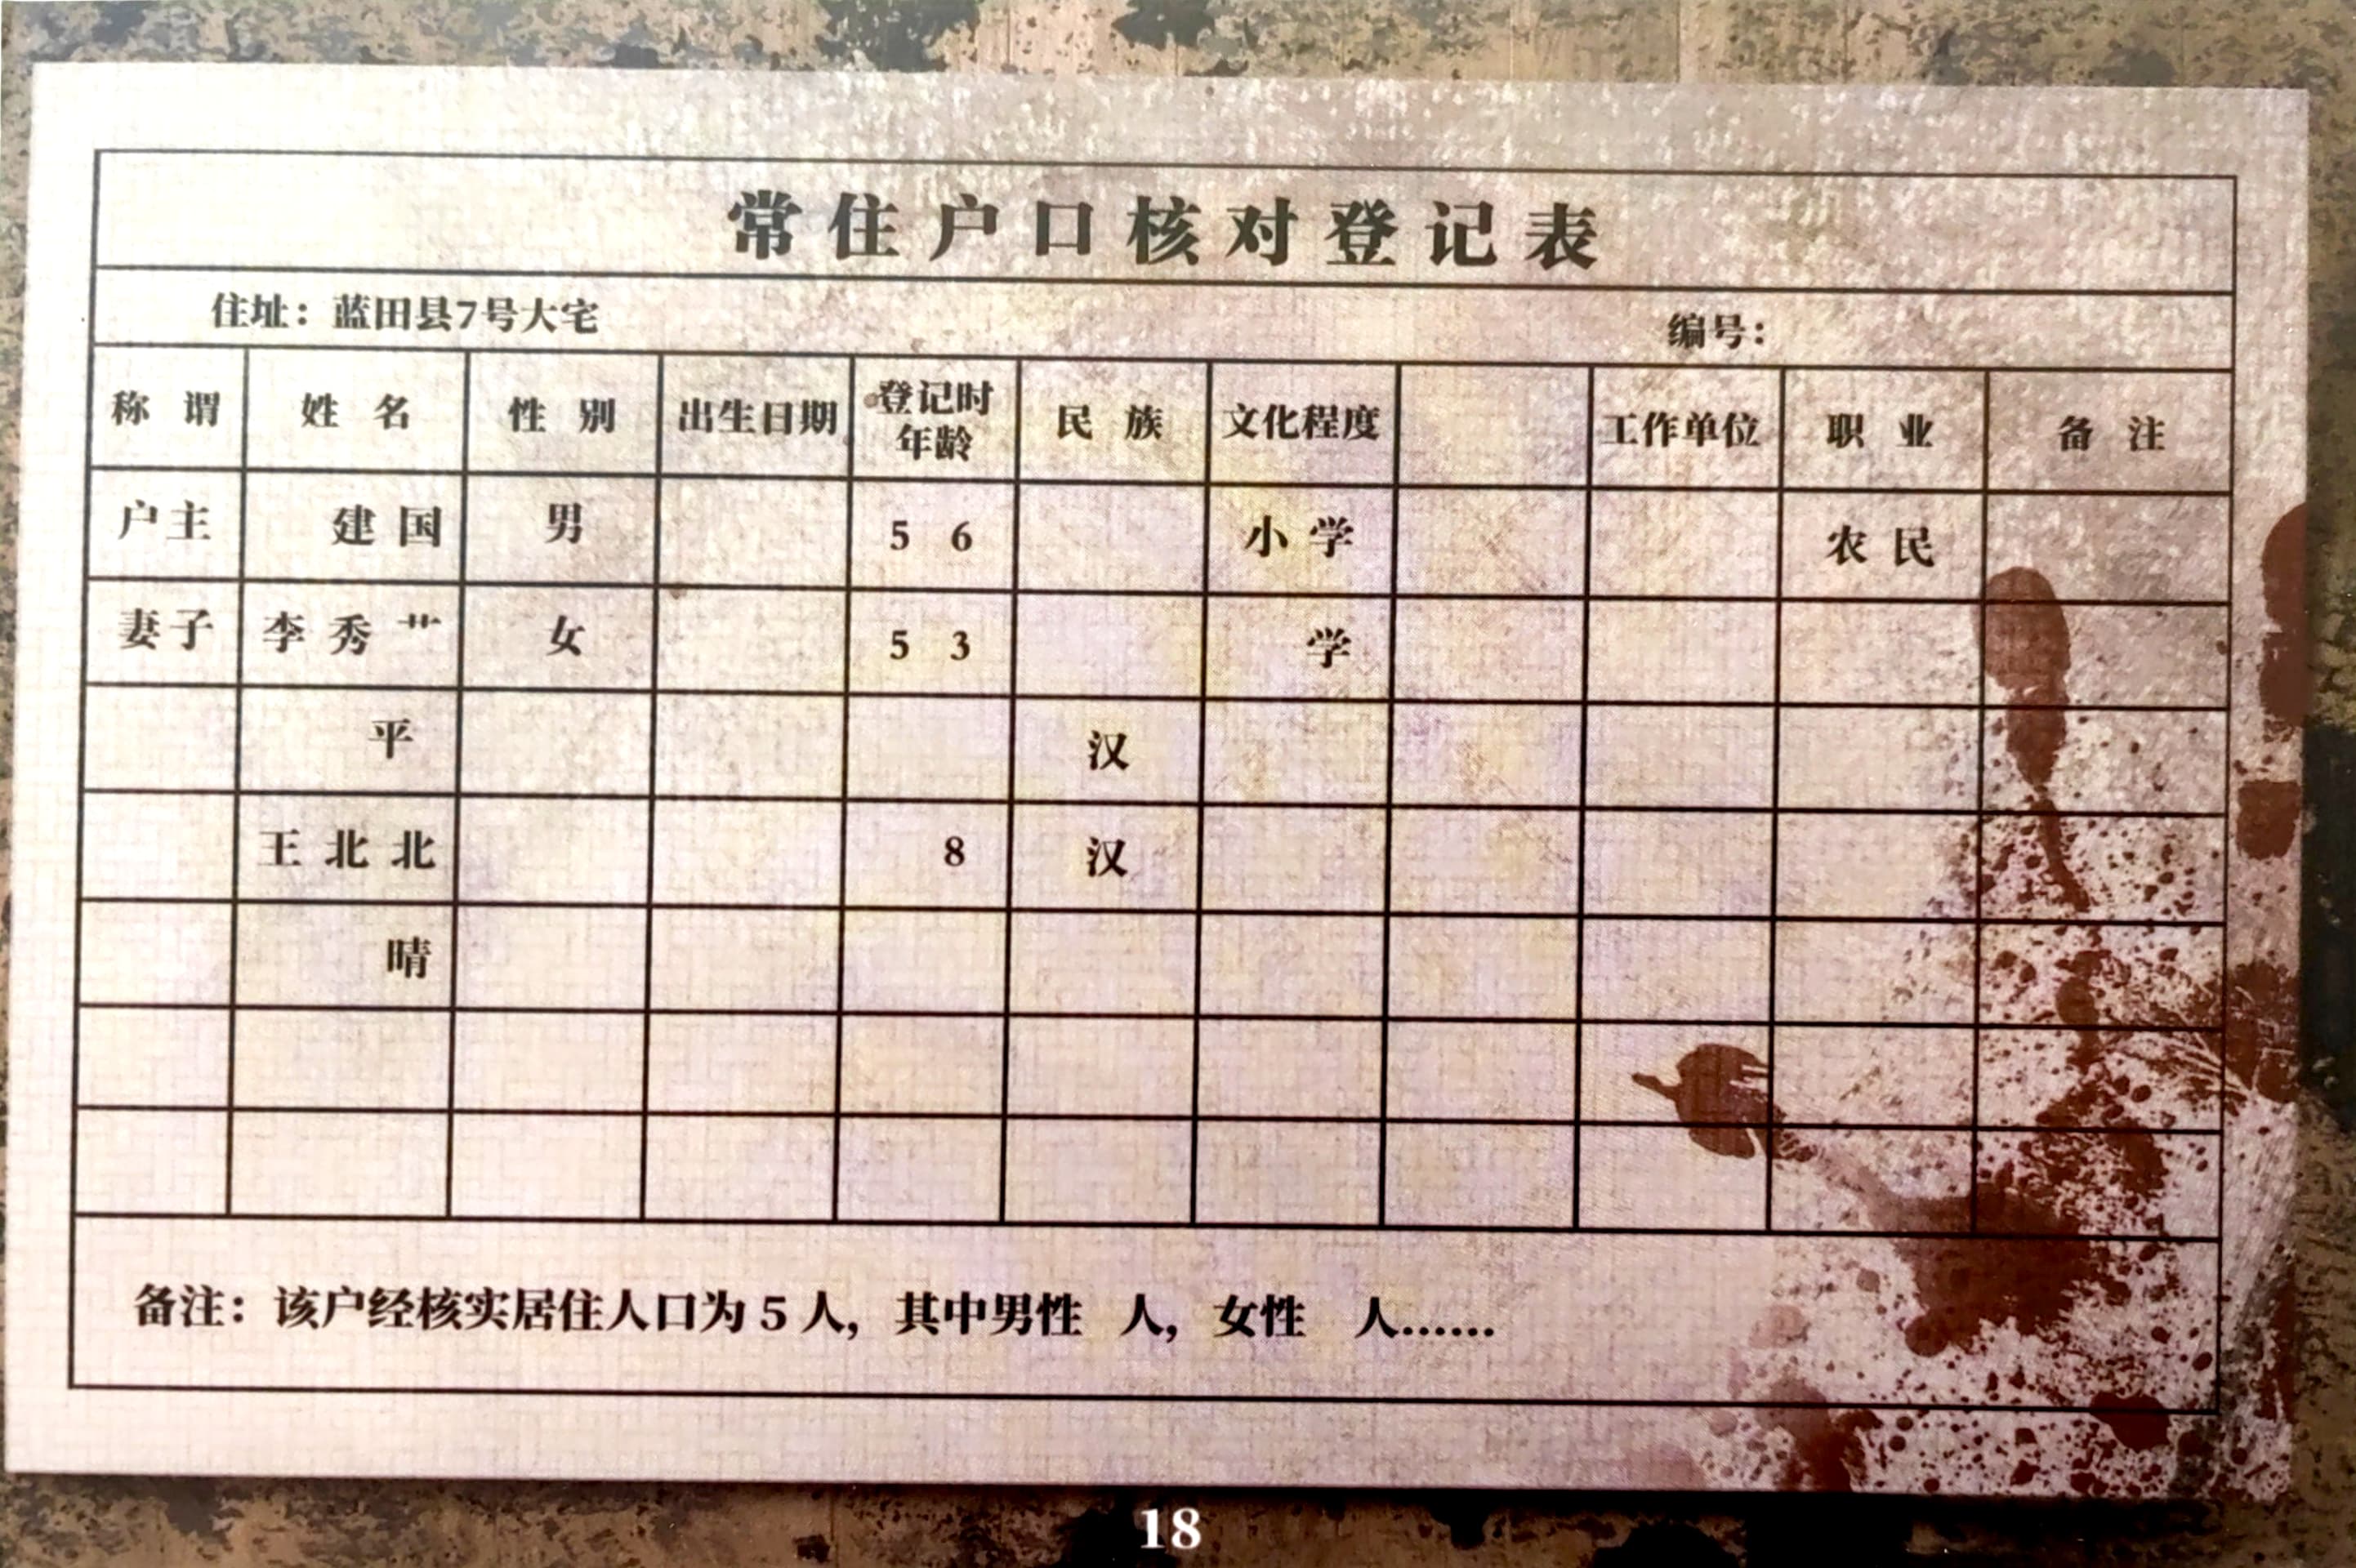 常住户口核对登记表
住址：蓝田县7号大宅 编号：
称谓 姓名 性别 出生日期 登记时年龄 民族 文化程度 工作单位 职业 备注
户主 建国 男 56 小学 农民
妻子 李秀艹 女 53 学
平 汉
王北北 8 汉
晴
备注：该户经核实居住人口为5人，其中男性 人，女性 人……
18